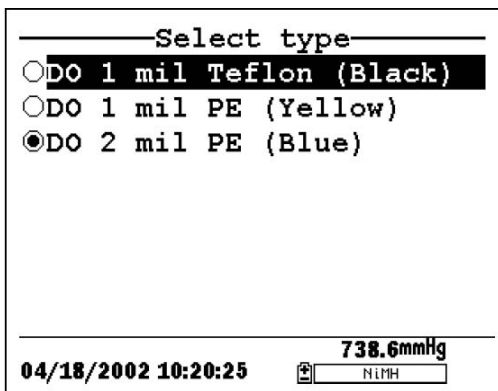 Select type
DO 1 mil Teflon (Black)
DO 1 mil PE (Yellow)
DO 2 mil PE (Blue)
738.6mmHg
04/18/2002 10:20:25
NiMH